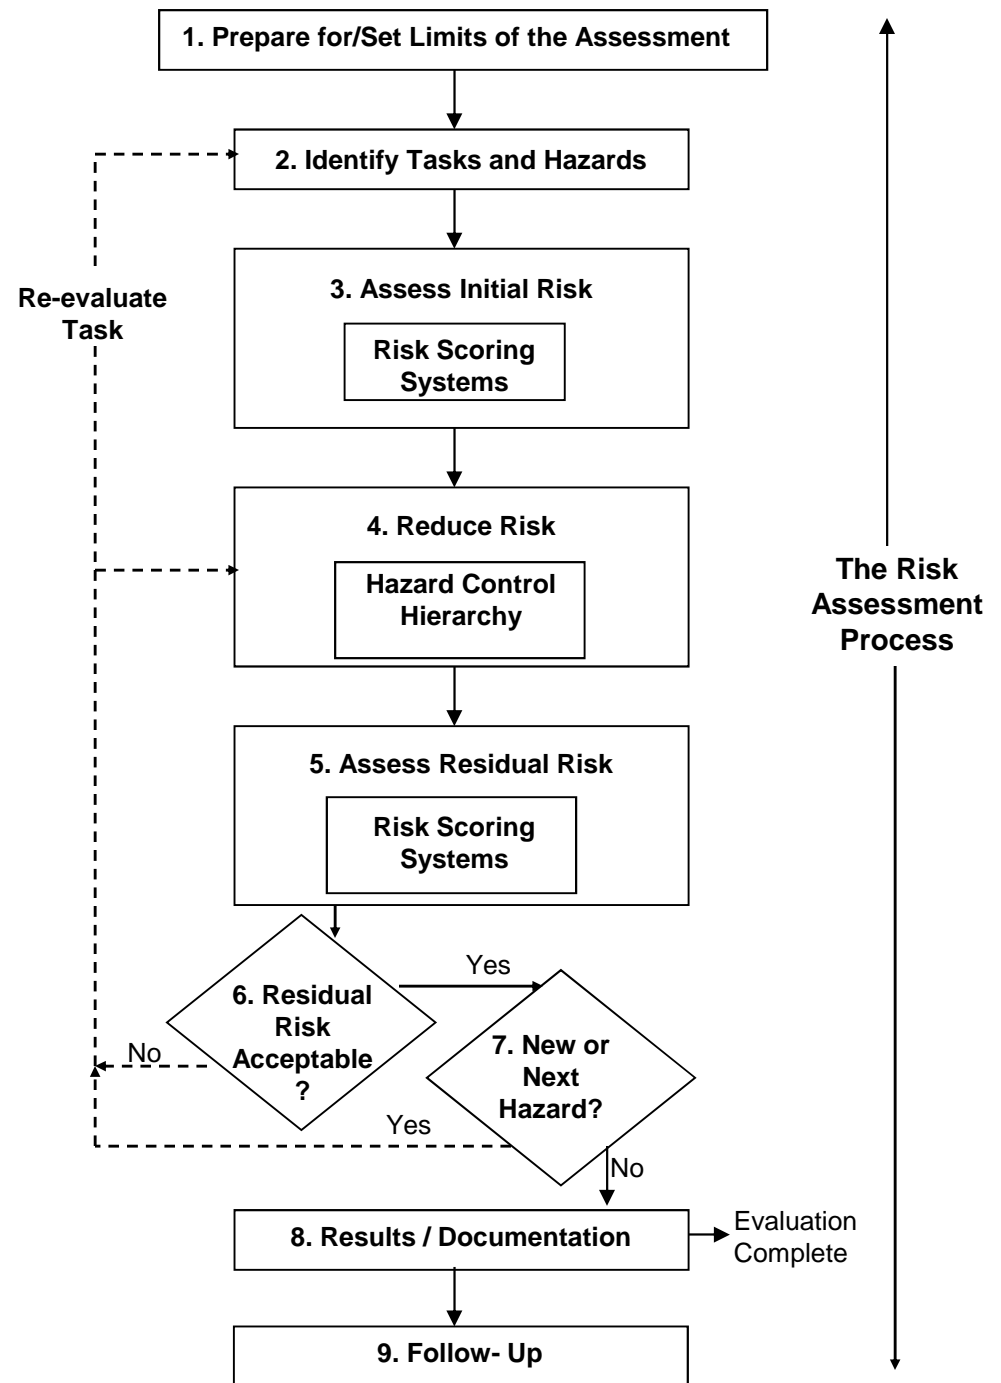 1. Prepare for/Set Limits of the Assessment
2. Identify Tasks and Hazards
Re-evaluate
Task
3. Assess Initial Risk
Risk Scoring
Systems
4. Reduce Risk
Hazard Control
Hierarchy
The Risk
Assessment
Process
5. Assess Residual Risk
Risk Scoring
Systems
6. Residual
Risk
Acceptable
?
Yes
No
7. New or
Next
Hazard?
Yes
No
8. Results / Documentation
Evaluation
Complete
9. Follow- Up